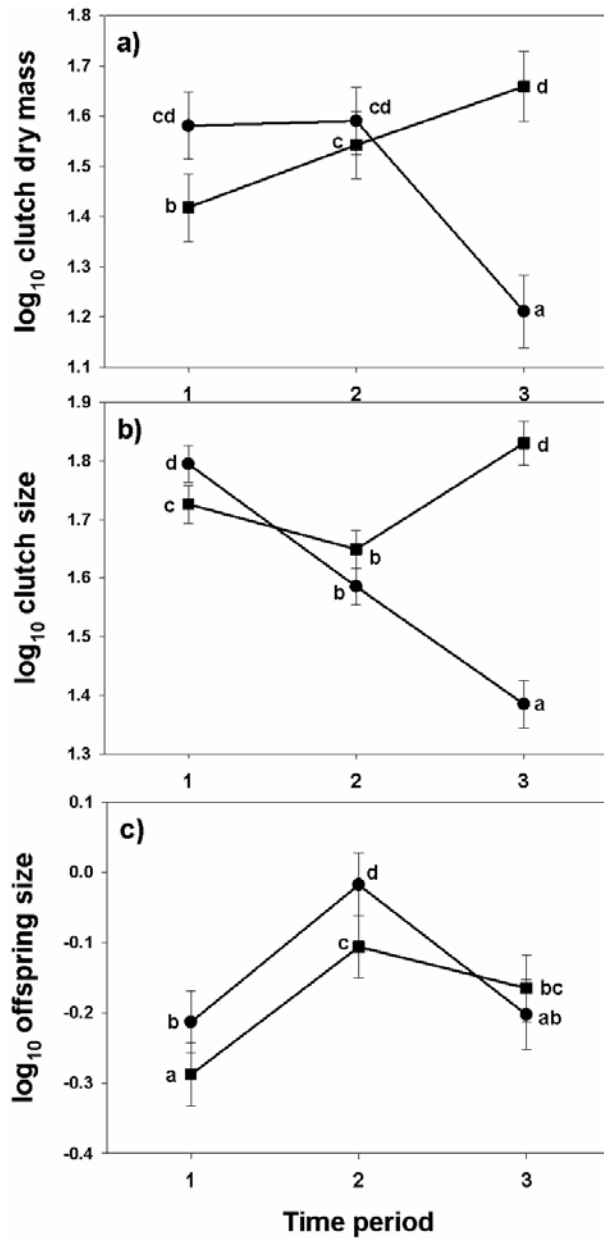 a)
log10 clutch dry mass
1.8
1.7
1.6
1.5
1.4
1.3
1.2
1.1
cd
cd
d
c
b
a
1 2 3
b)
log10 clutch size
1.9
1.8
1.7
1.6
1.5
1.4
1.3
d
d
c
b
b
a
1 2 3
c)
log10 offspring size
0.1
0.0
-0.1
-0.2
-0.3
-0.4
d
c
b
bc
ab
a
1 2 3
Time period